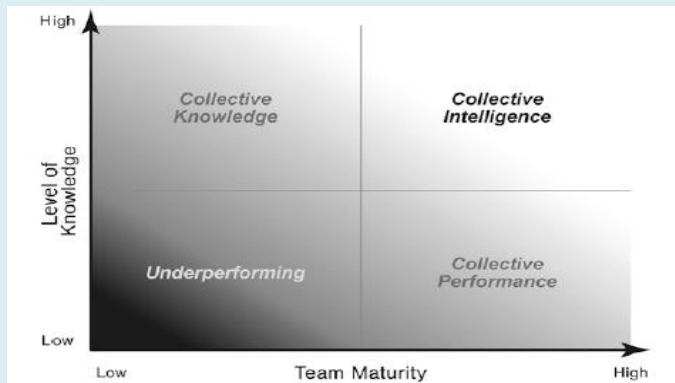 High
Collective
Knowledge
Collective
Intelligence
Level of
Knowledge
Underperforming
Collective
Performance
Low
Low
Team Maturity
High